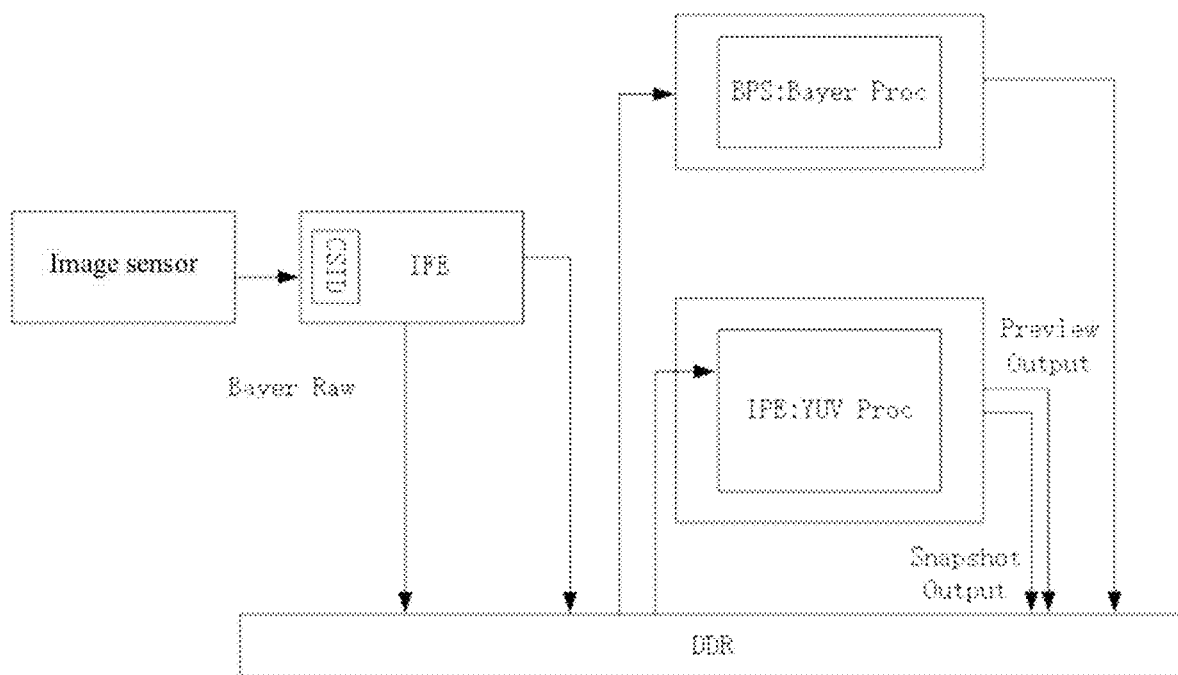 BPS:Bayer Proc
Image sensor
CSID
IFE
Bayer Raw
Preview
Output
IPE:YUV Proc
Snapshot
Output
DDR